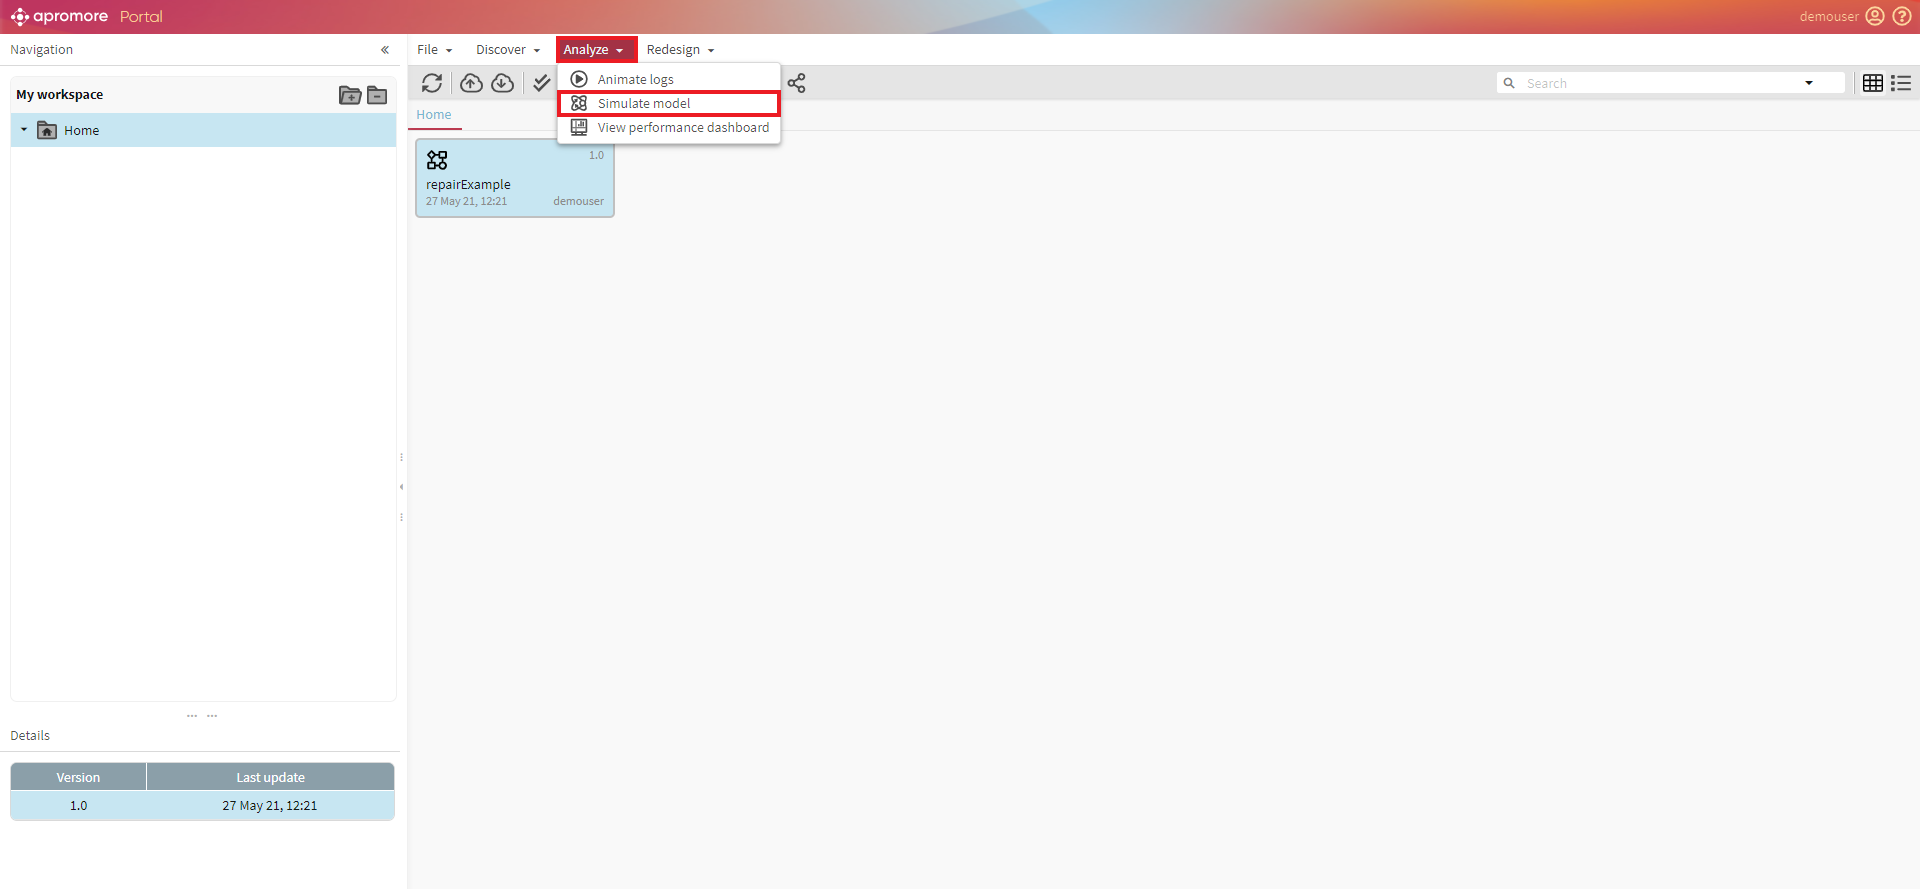 apromore Portal
demouser
Navigation
File
Discover
Analyze
Redesign
My workspace
Home
Animate logs
Simulate model
View performance dashboard
Search
Home
1.0
repairExample
27 May 21, 12:21
demouser
Details
Version
Last update
1.0
27 May 21, 12:21